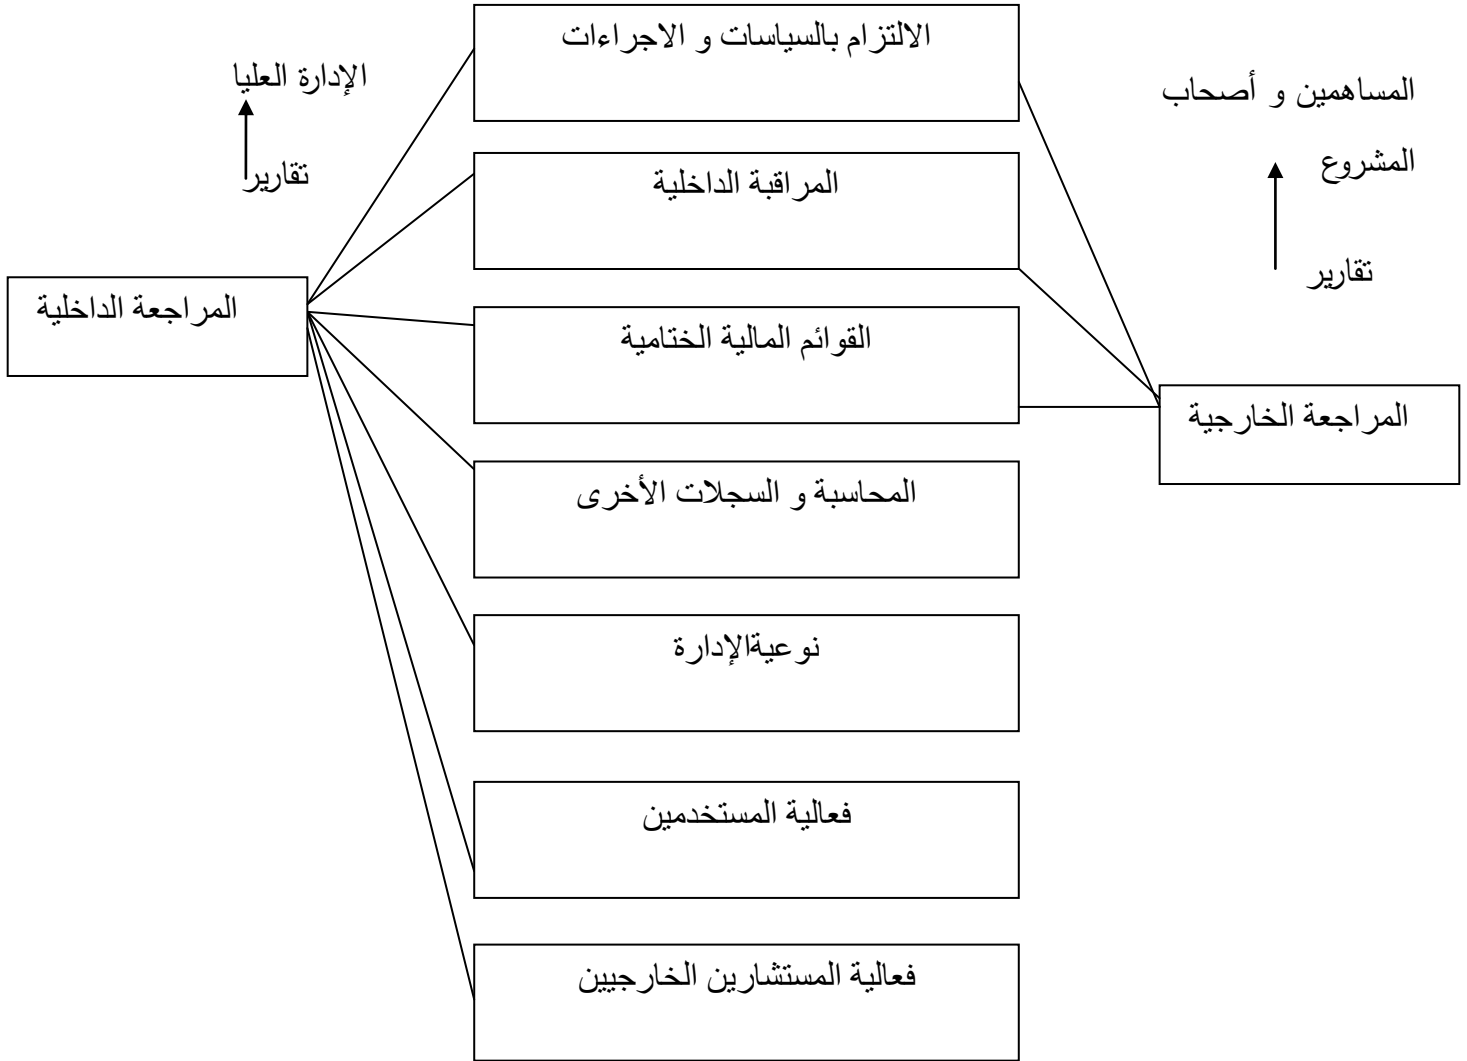 الالتزام بالسياسات و الاجراءات
الإدارة العليا
المساهمين و أصحاب
المشروع
تقارير
المراقبة الداخلية
تقارير
المراجعة الداخلية
القوائم المالية الختامية
المراجعة الخارجية
المحاسبة و السجلات الأخرى
نوعيةالإدارة
فعالية المستخدمين
فعالية المستشارين الخارجيين